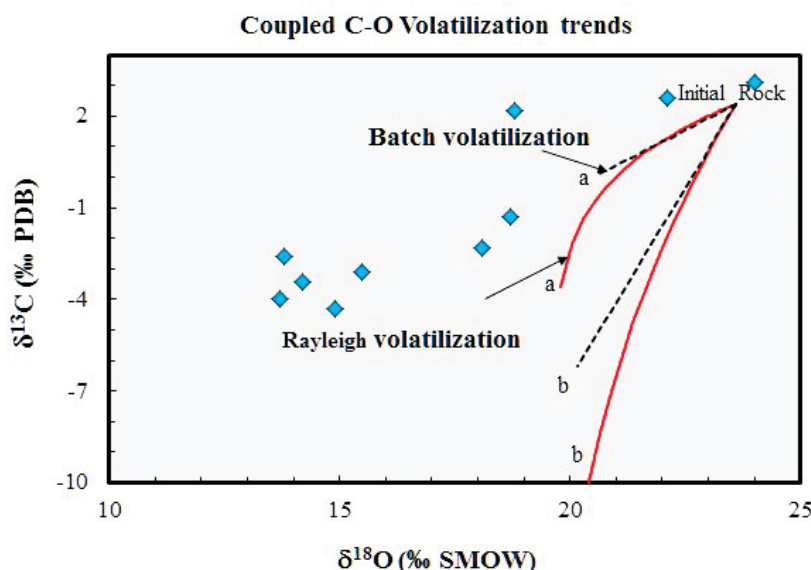 Coupled C-O Volatilization trends
2
-1
-4
-7
-10
δ¹³C (‰ PDB)
Initial Rock
Batch volatilization
a
a
Rayleigh volatilization
b
b
10
15
20
25
δ¹⁸O (‰ SMOW)